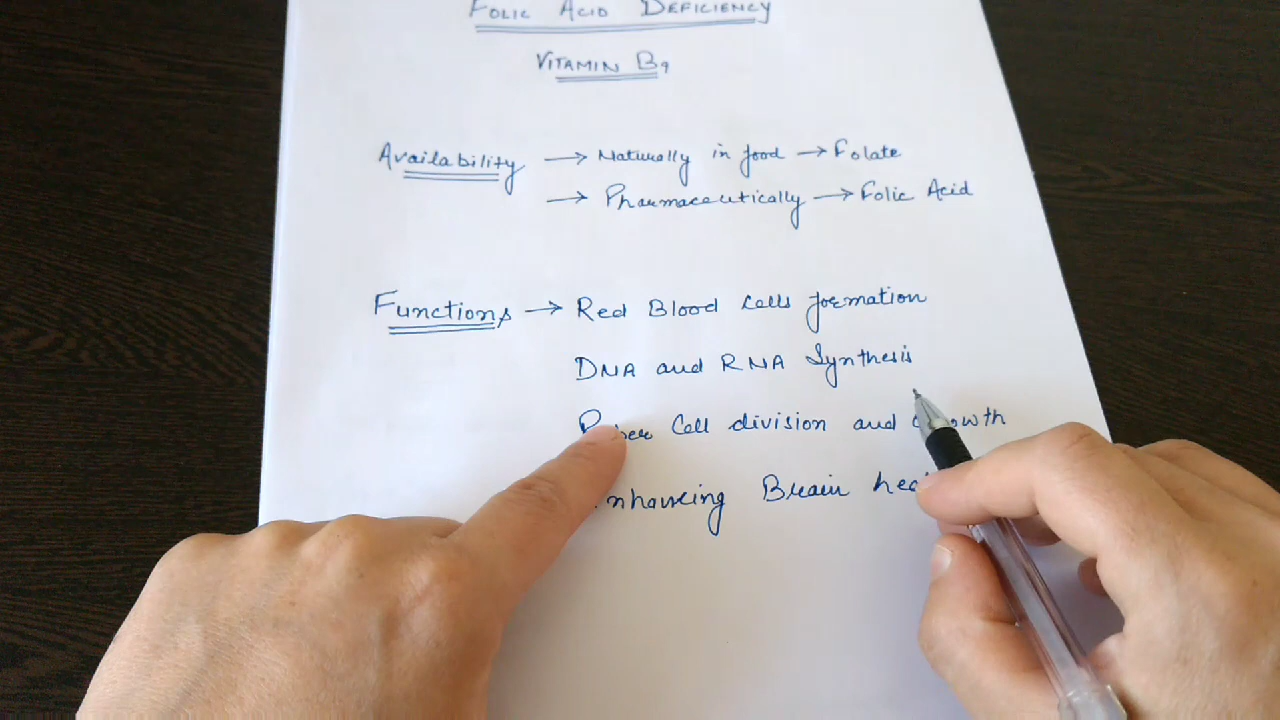 FOLIC ACID DEFICIENCY
VITAMIN B9
Availability → Naturally in food → Folate
→ Pharmaceutically → Folic Acid
Functions → Red Blood Cells formation
DNA and RNA Synthesis
Cell division and
Brain